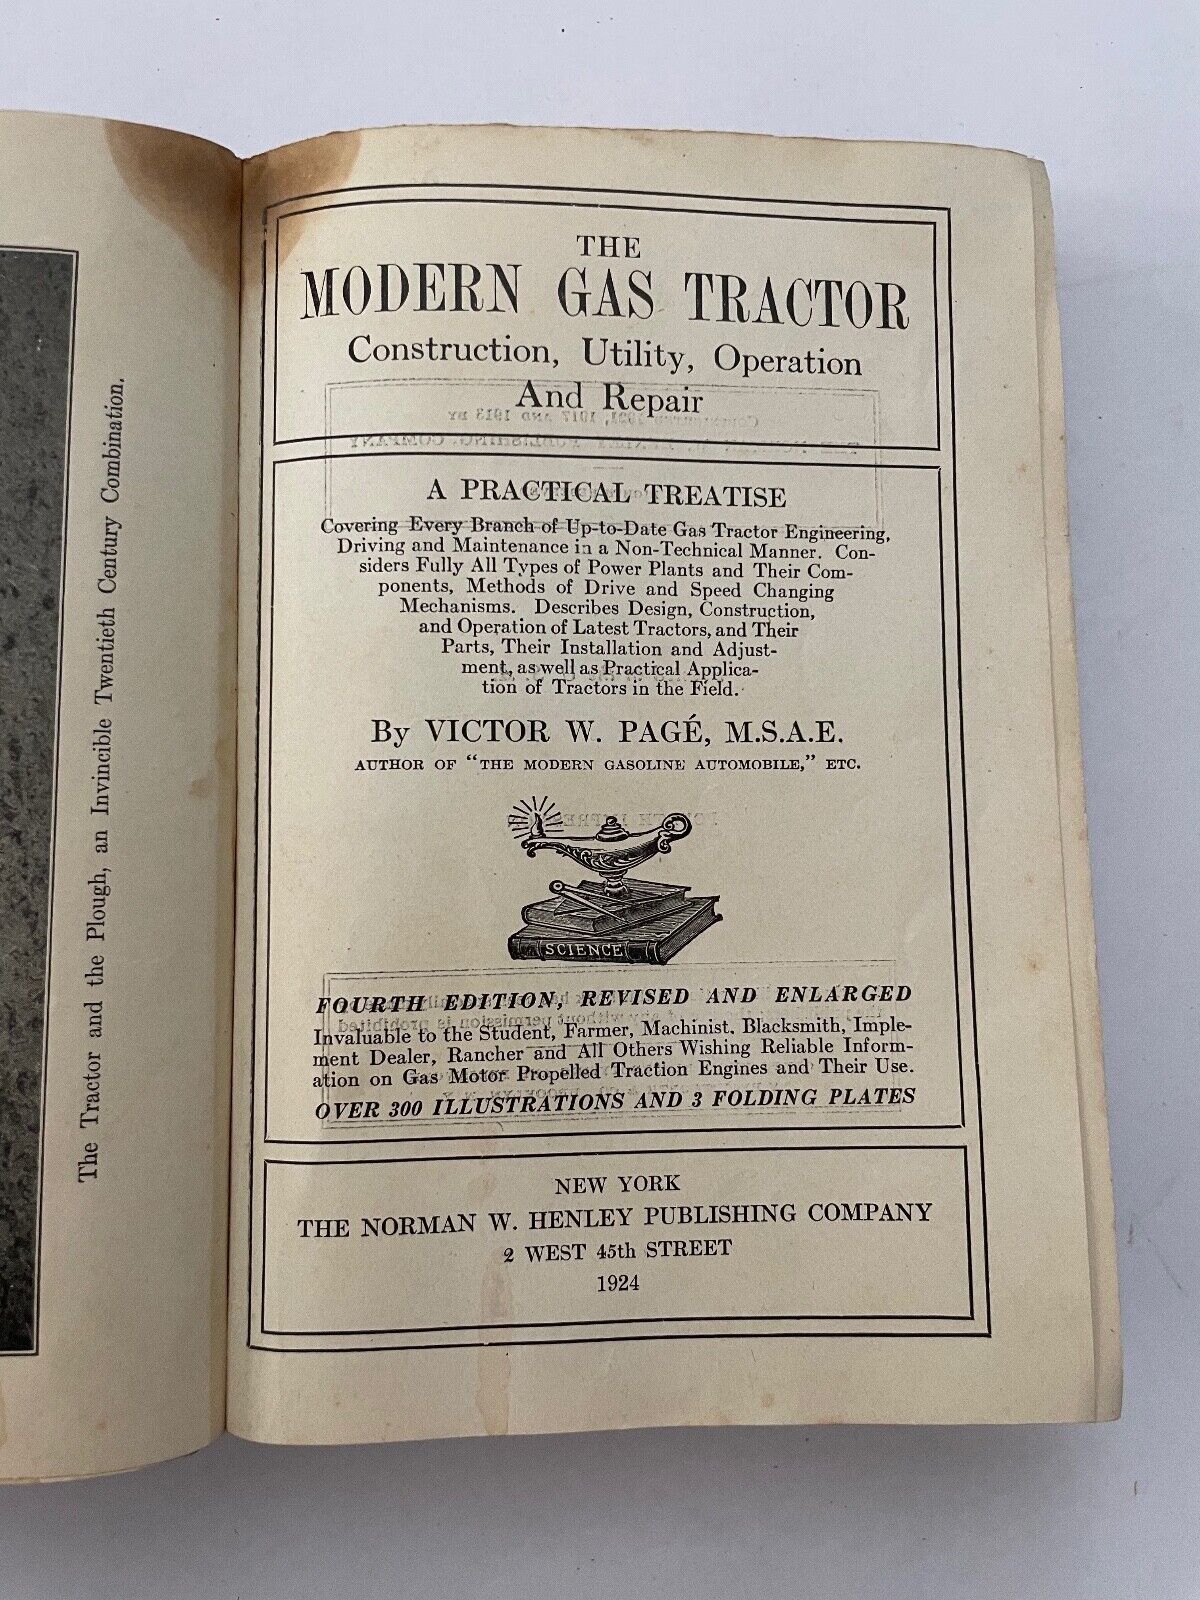 The Tractor and the Plough, an Invincible Twentieth Century Combination.
THE
MODERN GAS TRACTOR
Construction, Utility, Operation
And Repair
A PRACTICAL TREATISE
Covering Every Branch of Up-to-Date Gas Tractor Engineering,
Driving and Maintenance in a Non-Technical Manner. Con-
siders Fully All Types of Power Plants and Their Com-
ponents, Methods of Drive and Speed Changing
Mechanisms. Describes Design, Construction,
and Operation of Latest Tractors, and Their
Parts, Their Installation and Adjust-
ment, as well as Practical Applica-
tion of Tractors in the Field.
By VICTOR W. PAGÉ, M.S.A.E.
AUTHOR OF "THE MODERN GASOLINE AUTOMOBILE," ETC.
SCIENCE
FOURTH EDITION, REVISED AND ENLARGED
Invaluable to the Student, Farmer, Machinist, Blacksmith, Imple-
ment Dealer, Rancher and All Others Wishing Reliable Inform-
ation on Gas Motor Propelled Traction Engines and Their Use.
OVER 300 ILLUSTRATIONS AND 3 FOLDING PLATES
NEW YORK
THE NORMAN W. HENLEY PUBLISHING COMPANY
2 WEST 45th STREET
1924